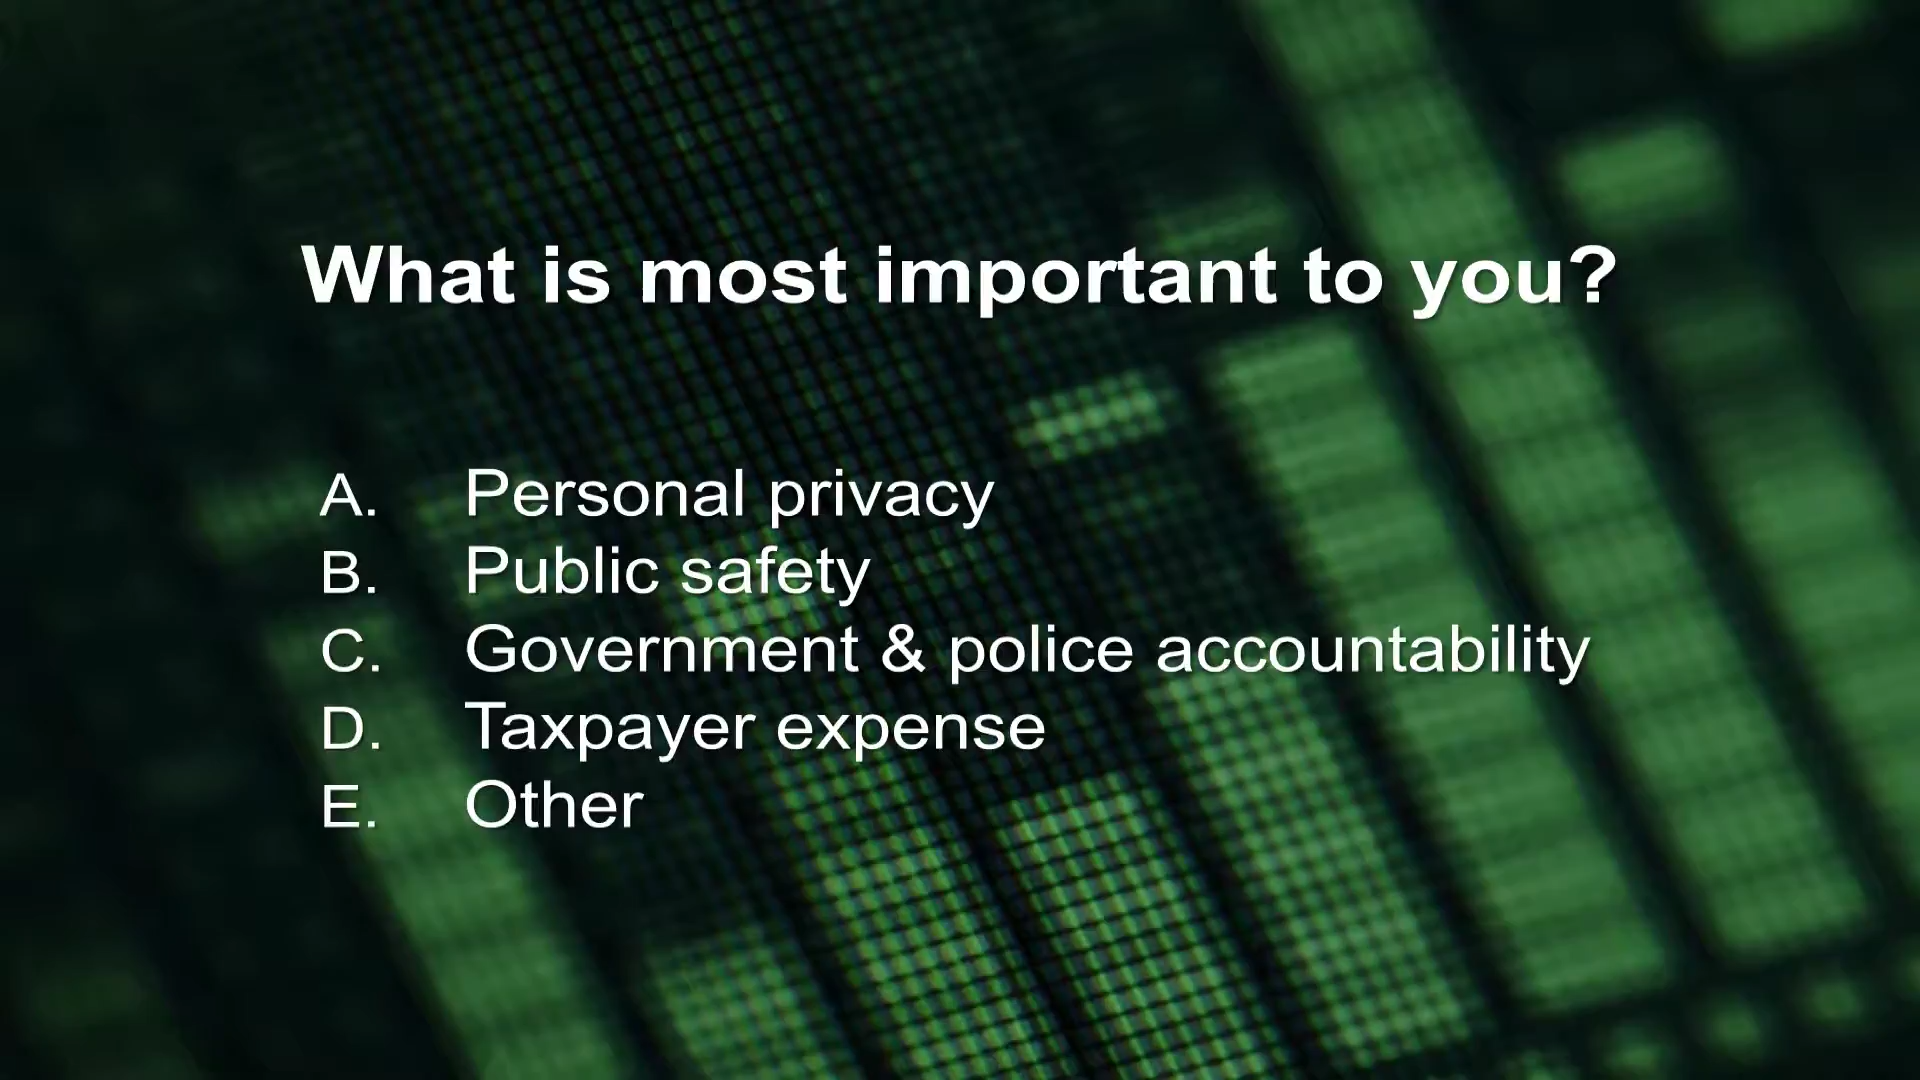 What is most important to you?
A. Personal privacy
B. Public safety
C. Government & police accountability
D. Taxpayer expense
E. Other